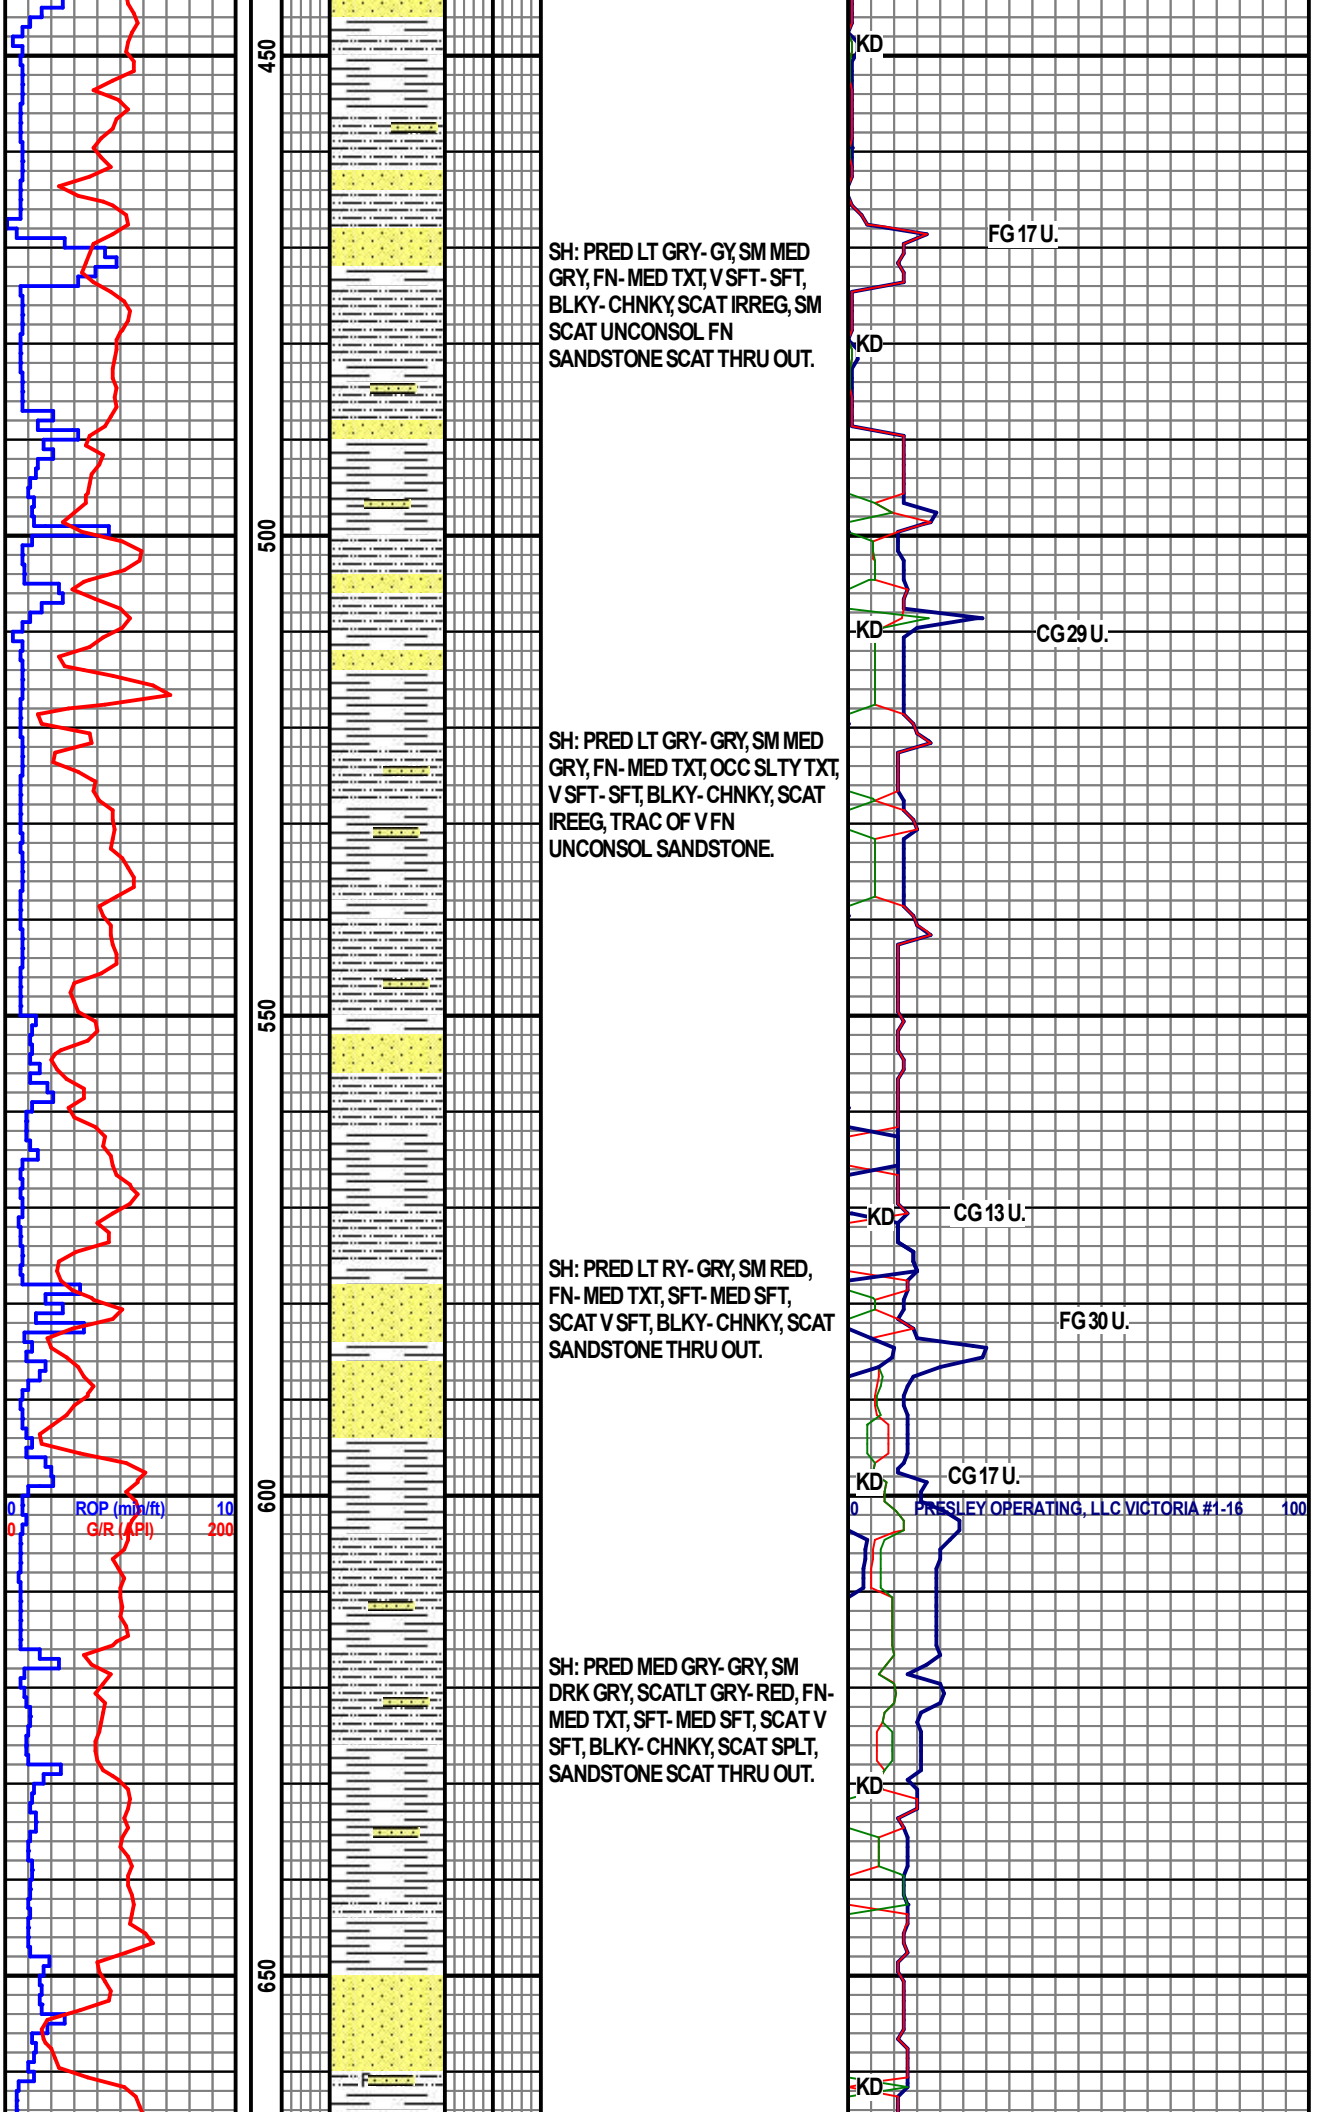 450
KD
FG 17 U.
SH: PRED LT GRY- GY, SM MED
GRY, FN- MED TXT, V SFT- SFT,
BLKY- CHNKY, SCAT IRREG, SM
SCAT UNCONSOL FN
SANDSTONE SCAT THRU OUT.
KD
500
KD
CG 29 U.
SH: PRED LT GRY- GRY, SM MED
GRY, FN- MED TXT, OCC SLTY TXT,
V SFT- SFT, BLKY- CHNKY, SCAT
IREEG, TRAC OF V FN
UNCONSOL SANDSTONE.
550
KD
CG 13 U.
SH: PRED LT RY- GRY, SM RED,
FN- MED TXT, SFT- MED SFT,
SCAT V SFT, BLKY- CHNKY, SCAT
SANDSTONE THRU OUT.
FG 30 U.
KD
CG 17 U.
600
0 ROP (min/ft) 10
0 G/R (API) 200
0 PRESLEY OPERATING, LLC VICTORIA #1-16 100
SH: PRED MED GRY- GRY, SM
DRK GRY, SCATLT GRY- RED, FN-
MED TXT, SFT- MED SFT, SCAT V
SFT, BLKY- CHNKY, SCAT SPLT,
SANDSTONE SCAT THRU OUT.
KD
650
F
KD